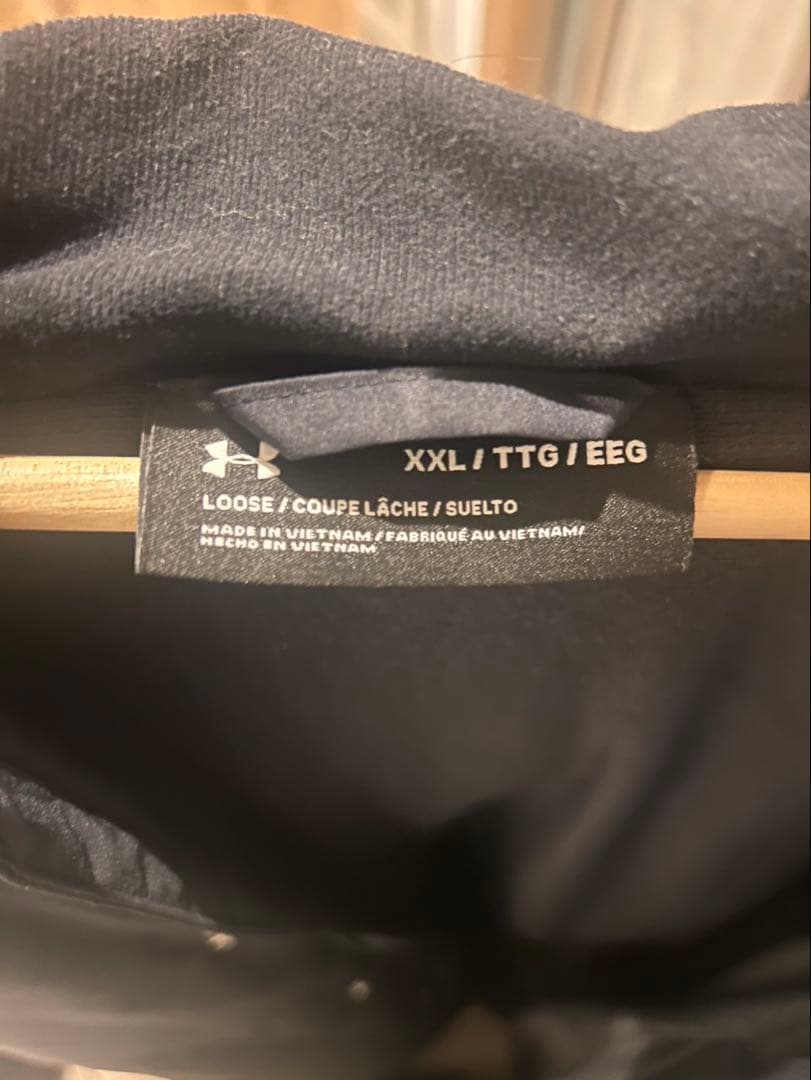 XXL / TTG / EEG
LOOSE / COUPE LÂCHE / SUELTO
MADE IN VIETNAM / FABRIQUÉ AU VIETNAM/
HECHO EN VIETNAM